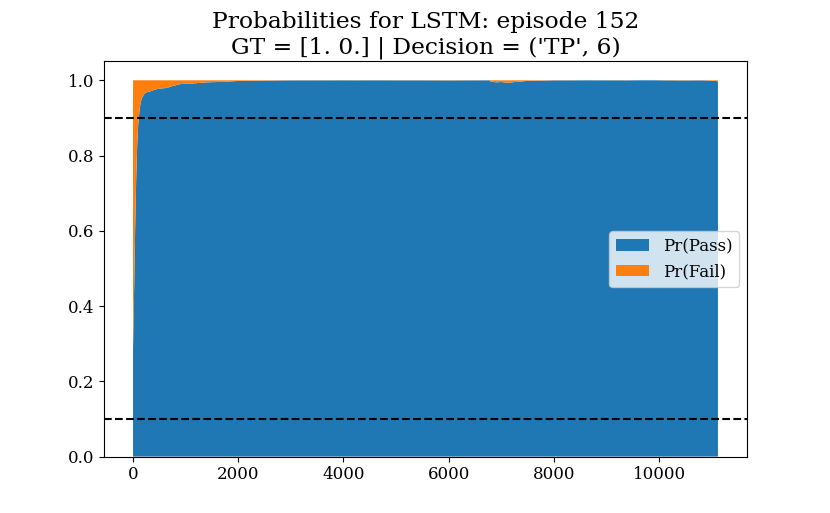 Probabilities for LSTM: episode 152
GT = [1. 0.] | Decision = ('TP', 6)
1.0
0.8
0.6
0.4
0.2
0.0
Pr(Pass)
Pr(Fail)
0 2000 4000 6000 8000 10000